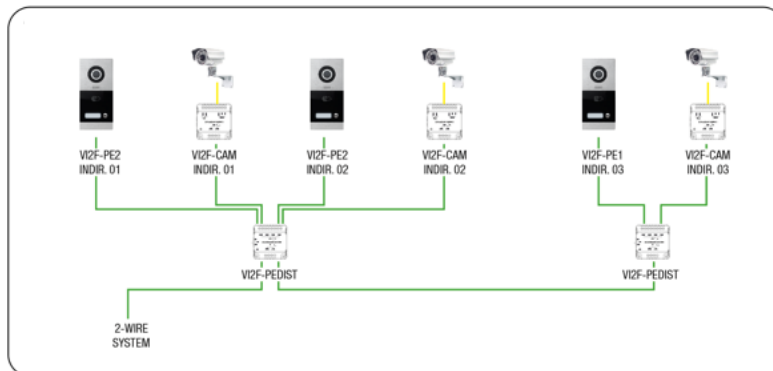 VI2F-PE2
INDIR. 01
VI2F-CAM
INDIR. 01
VI2F-PE2
INDIR. 02
VI2F-CAM
INDIR. 02
VI2F-PE1
INDIR. 03
VI2F-CAM
INDIR. 03
VI2F-PEDIST
VI2F-PEDIST
2-WIRE
SYSTEM